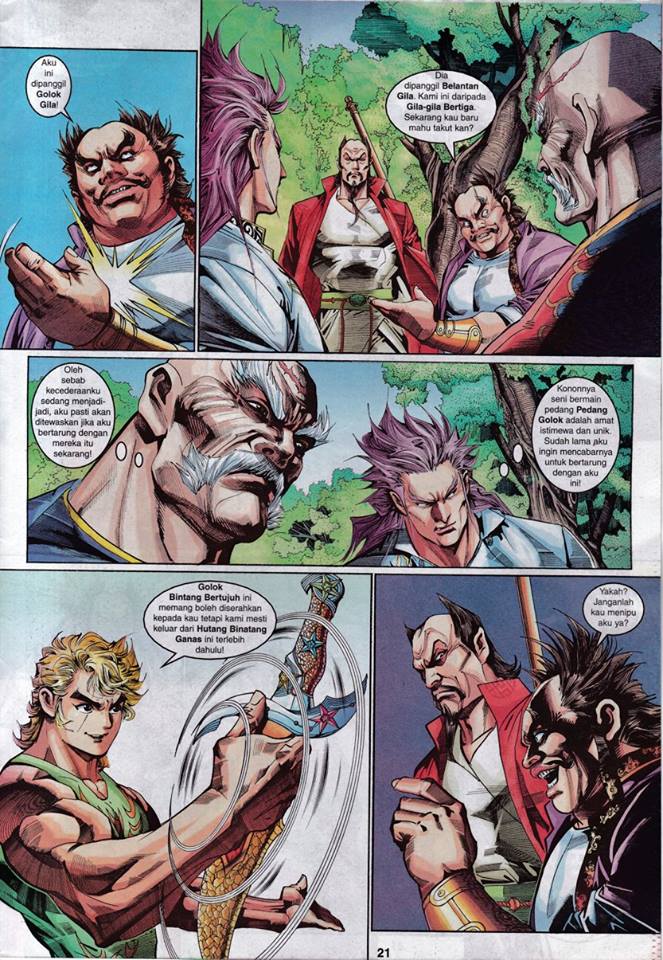 Aku
ini
dipanggil
Golok
Gila!
Dia
dipanggil Belantan
Gila. Kami ini daripada
Gila-gila Bertiga.
Sekarang kau baru
mahu takut kan?
Oleh
sebab
kecederaanku
sedang menjadi-
jadi, aku pasti akan
ditewaskan jika aku
bertarung dengan
mereka itu
sekarang!
Kononnya
seni bermain
pedang Pedang
Golok adalah amat
istimewa dan unik.
Sudah lama aku
ingin mencabarnya
untuk bertarung
dengan aku
ini!
Golok
Bintang Bertujuh ini
memang boleh diserahkan
kepada kau tetapi kami mesti
keluar dari Hutang Binatang
Ganas ini terlebih
dahulu!
Yakah?
Janganlah
kau menipu
aku ya?
21